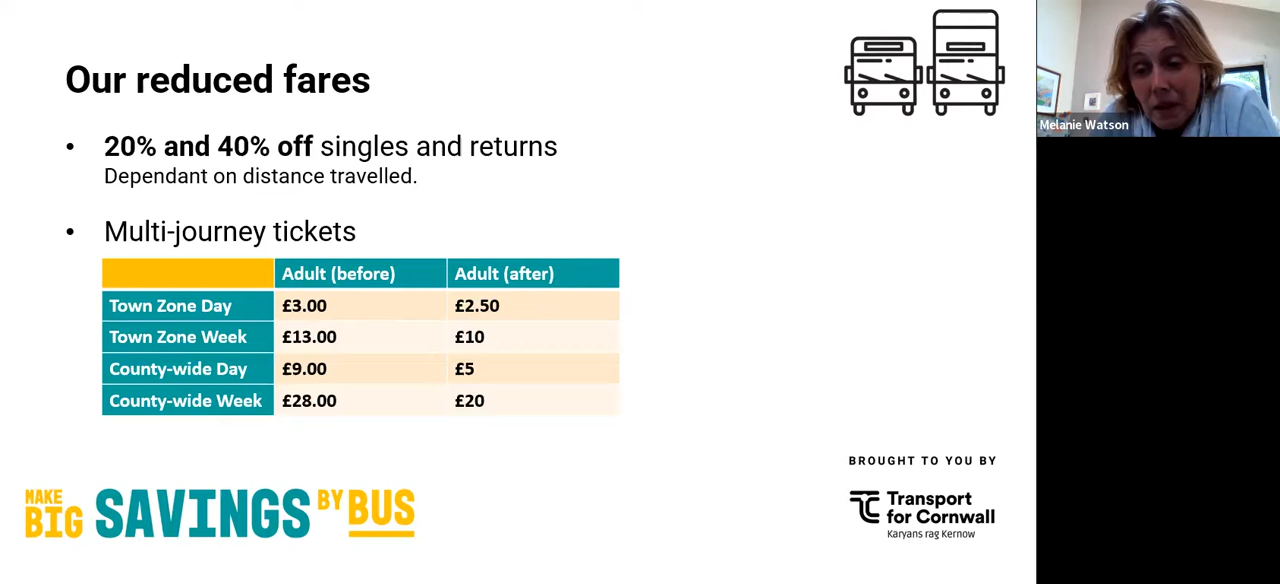 Our reduced fares
• 20% and 40% off singles and returns
Dependant on distance travelled.
• Multi-journey tickets
Adult (before) Adult (after)
Town Zone Day £3.00 £2.50
Town Zone Week £13.00 £10
County-wide Day £9.00 £5
County-wide Week £28.00 £20
MAKE BIG SAVINGS BY BUS
BROUGHT TO YOU BY
Transport
for Cornwall
Karyans rag Kernow
Melanie Watson